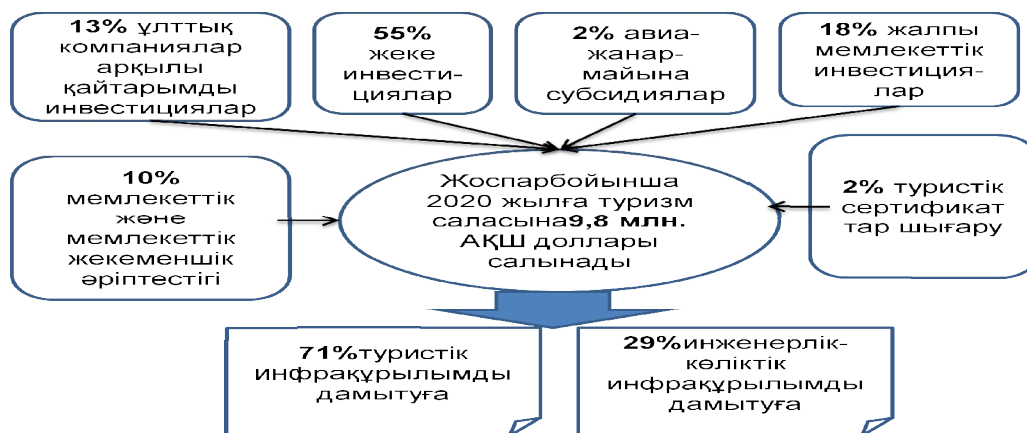 13% ұлттық
компаниялар
арқылы
қайтарымды
инвестициялар
55%
жеке
инвести-
циялар
2% авиа-
жанар-
майына
субсидиялар
18% жалпы
мемлекеттік
инвестиция-
лар
10%
мемлекеттік
және
мемлекеттік
жекеменшік
әріптестігі
Жоспарбойынша
2020 жылға туризм
саласына9,8 млн.
АҚШ доллары
салынады
2% туристік
сертификат
тар шығару
71%туристік
инфрақұрылымды
дамытуға
29%инженерлік-
көліктік
инфрақұрылымды
дамытуға